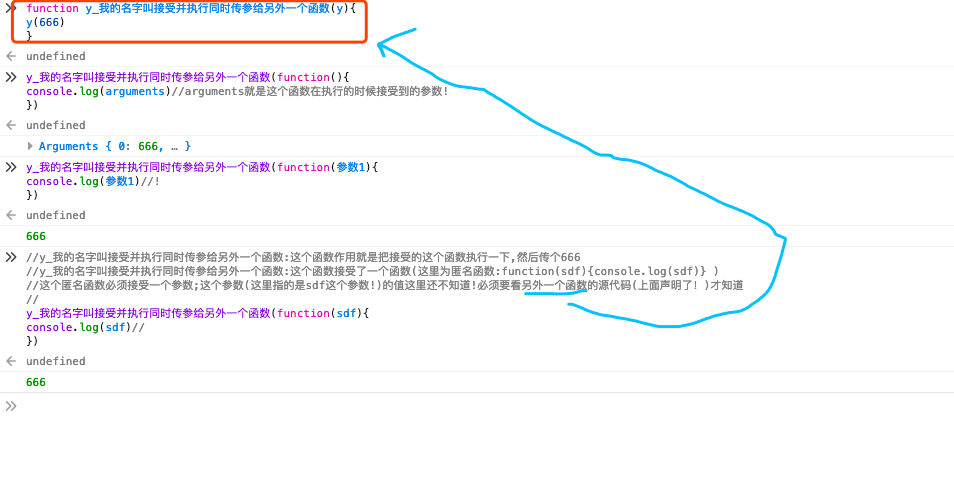 function y_我的名字叫接受并执行同时传参给另外一个函数(y){
y(666)
}
undefined
y_我的名字叫接受并执行同时传参给另外一个函数(function(){
console.log(arguments)//arguments就是这个函数在执行的时候接受到的参数!
})
undefined
Arguments { 0: 666, … }
y_我的名字叫接受并执行同时传参给另外一个函数(function(参数1){
console.log(参数1)//!
})
undefined
666
//y_我的名字叫接受并执行同时传参给另外一个函数:这个函数作用就是把接受的这个函数执行一下,然后传个666
//y_我的名字叫接受并执行同时传参给另外一个函数:这个函数接受了一个函数(这里为匿名函数:function(sdf){console.log(sdf)} )
//这个匿名函数必须接受一个参数;这个参数(这里指的是sdf这个参数!)的值这里还不知道!必须要看另外一个函数的源代码(上面声明了! )才知道
//
y_我的名字叫接受并执行同时传参给另外一个函数(function(sdf){
console.log(sdf)//
})
undefined
666